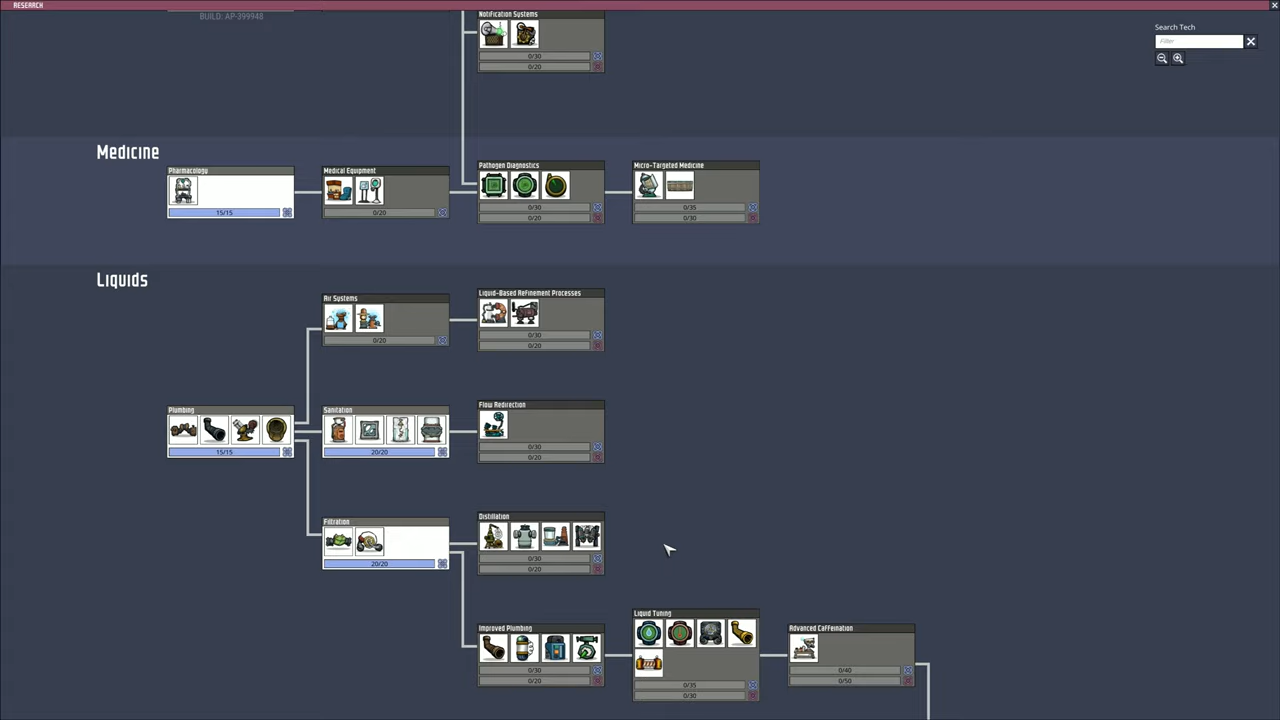 RESEARCH
BUILD: AP-399948
Notification Systems
0/30
0/20
Search Tech
Filter
Medicine
Pharmacology
15/15
Medical Equipment
0/20
Pathogen Diagnostics
0/30
0/20
Micro-Targeted Medicine
0/35
0/30
Liquids
Air Systems
0/20
Liquid-Based Refinement Processes
0/30
0/20
Plumbing
15/15
Sanitation
20/20
Flow Redirection
0/30
0/20
Filtration
20/20
Distillation
0/30
0/20
Improved Plumbing
0/30
0/20
Liquid Tuning
0/35
0/30
Advanced Caffeination
0/40
0/50